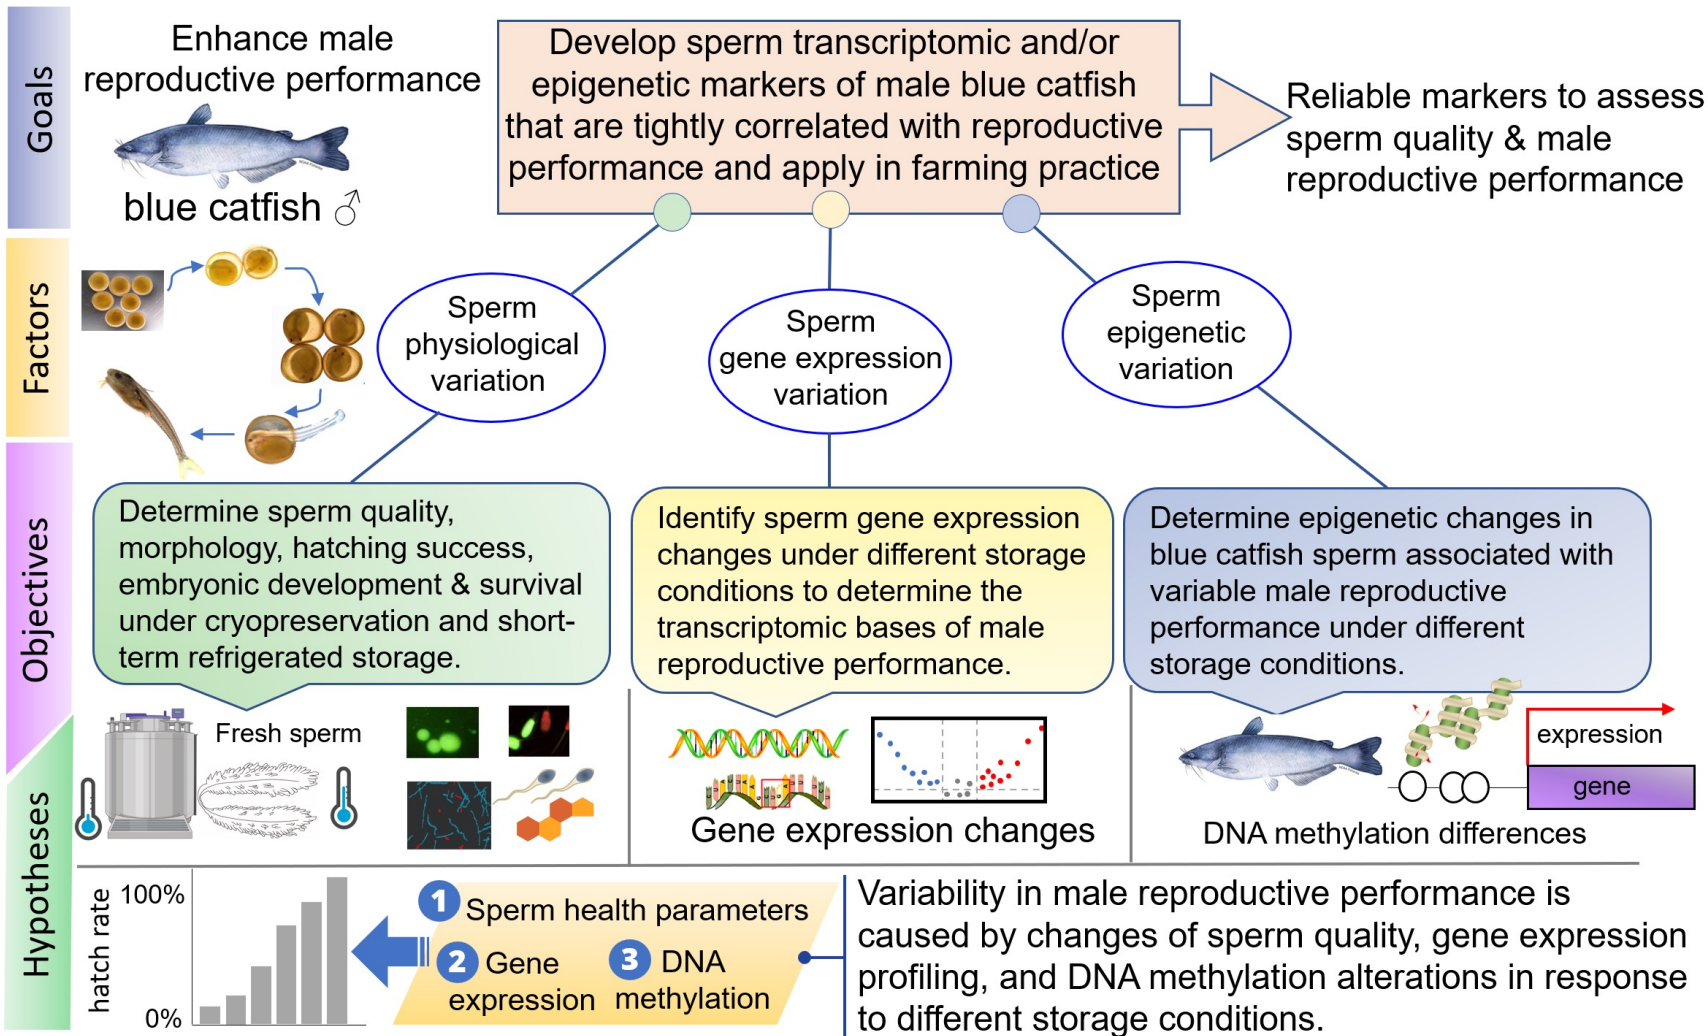 Goals
Enhance male
reproductive performance
blue catfish ♂
Develop sperm transcriptomic and/or
epigenetic markers of male blue catfish
that are tightly correlated with reproductive
performance and apply in farming practice
Reliable markers to assess
sperm quality & male
reproductive performance
Factors
Sperm
physiological
variation
Sperm
gene expression
variation
Sperm
epigenetic
variation
Objectives
Determine sperm quality,
morphology, hatching success,
embryonic development & survival
under cryopreservation and short-
term refrigerated storage.
Identify sperm gene expression
changes under different storage
conditions to determine the
transcriptomic bases of male
reproductive performance.
Determine epigenetic changes in
blue catfish sperm associated with
variable male reproductive
performance under different
storage conditions.
Fresh sperm
Gene expression changes
expression
gene
DNA methylation differences
Hypotheses
hatch rate
100%
0%
1 Sperm health parameters
2 Gene
expression
3 DNA
methylation
Variability in male reproductive performance is
caused by changes of sperm quality, gene expression
profiling, and DNA methylation alterations in response
to different storage conditions.